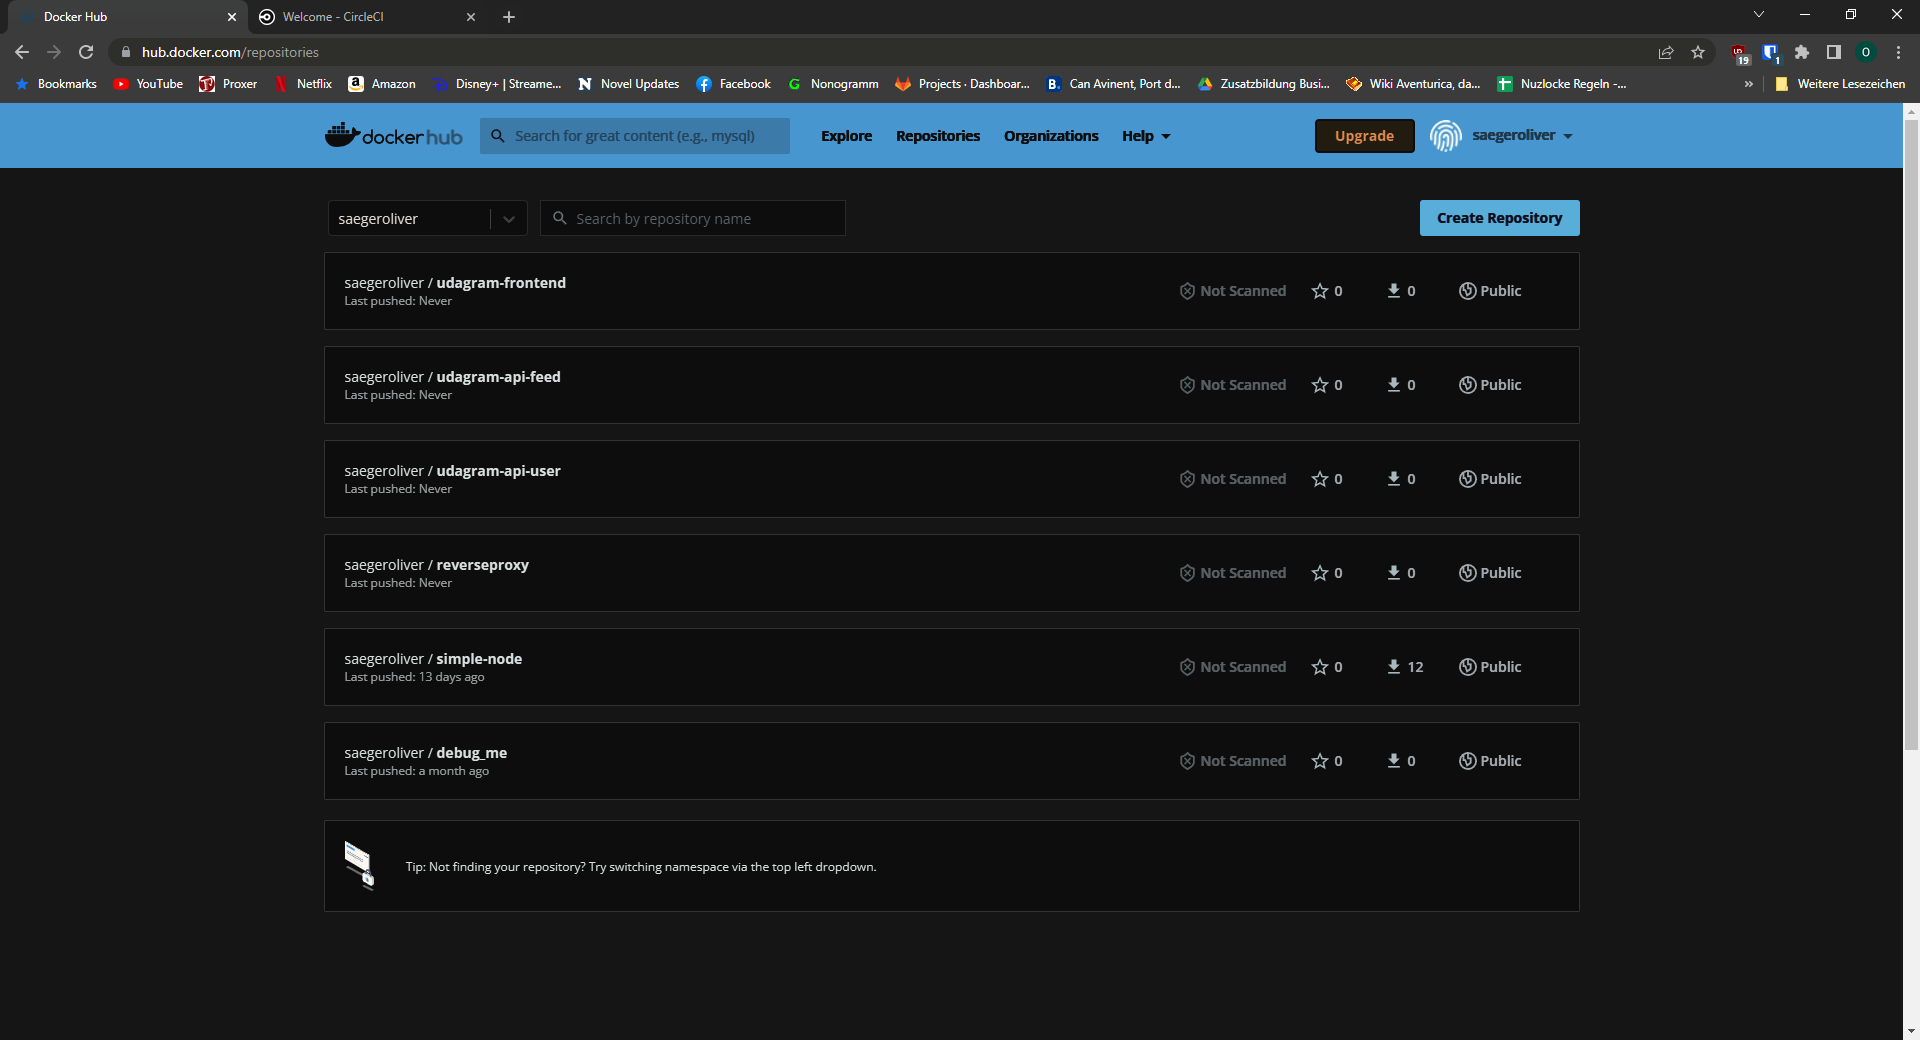 Docker Hub
Welcome - CircleCI
hub.docker.com/repositories
19
1
O
Bookmarks
YouTube
Proxer
Netflix
Amazon
Disney+ | Streame...
Novel Updates
Facebook
Nonogramm
Projects · Dashboar...
Can Avinent, Port d...
Zusatzbildung Busi...
Wiki Aventurica, da...
Nuzlocke Regeln -...
»
Weitere Lesezeichen
docker hub
Search for great content (e.g., mysql)
Explore
Repositories
Organizations
Help
Upgrade
saegeroliver
saegeroliver
Search by repository name
Create Repository
saegeroliver / udagram-frontend
Last pushed: Never
Not Scanned
0
0
Public
saegeroliver / udagram-api-feed
Last pushed: Never
Not Scanned
0
0
Public
saegeroliver / udagram-api-user
Last pushed: Never
Not Scanned
0
0
Public
saegeroliver / reverseproxy
Last pushed: Never
Not Scanned
0
0
Public
saegeroliver / simple-node
Last pushed: 13 days ago
Not Scanned
0
12
Public
saegeroliver / debug_me
Last pushed: a month ago
Not Scanned
0
0
Public
Tip: Not finding your repository? Try switching namespace via the top left dropdown.